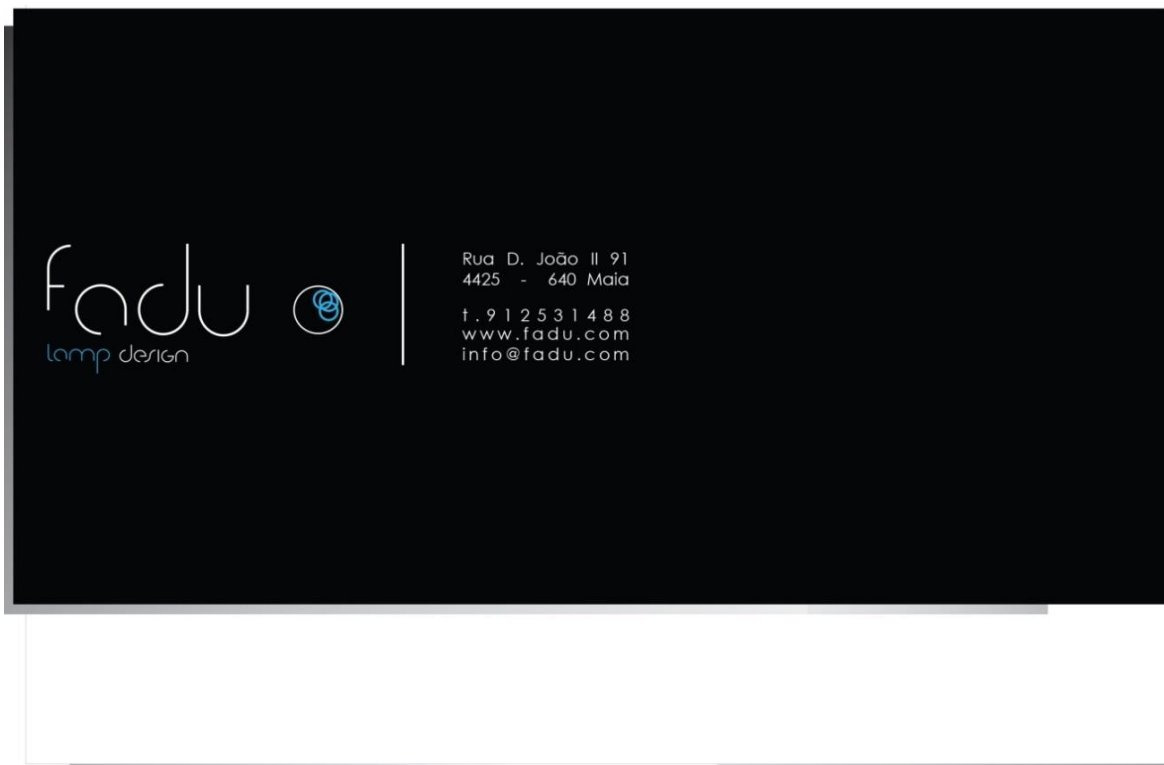 fadu
lamp design
Rua D. João II 91
4425 - 640 Maia
t.912531488
www.fadu.com
info@fadu.com